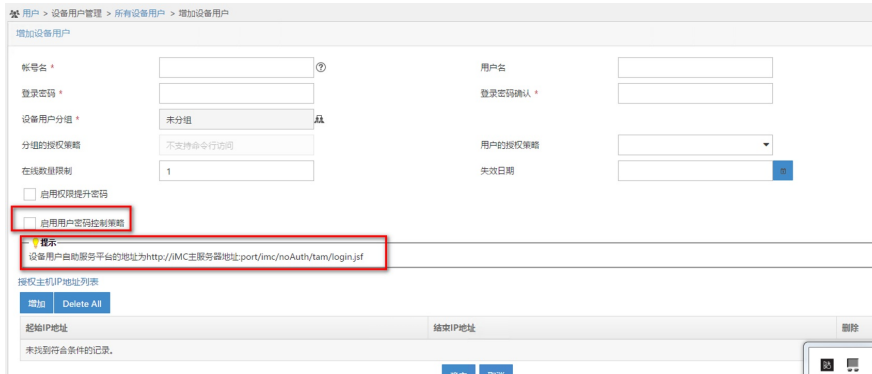 用户 > 设备用户管理 > 所有设备用户 > 增加设备用户
增加设备用户
帐号名 *
用户名
登录密码 *
登录密码确认 *
设备用户分组 *
未分组
分组的授权策略
不支持命令行访问
用户的授权策略
在线数量限制
1
失效日期
启用权限提升密码
启用用户密码控制策略
提示
设备用户自助服务平台的地址为http://iMC主服务器地址:port/imc/noAuth/tam/login.jsf
授权主机IP地址列表
增加
Delete All
起始IP地址
结束IP地址
删除
未找到符合条件的记录。